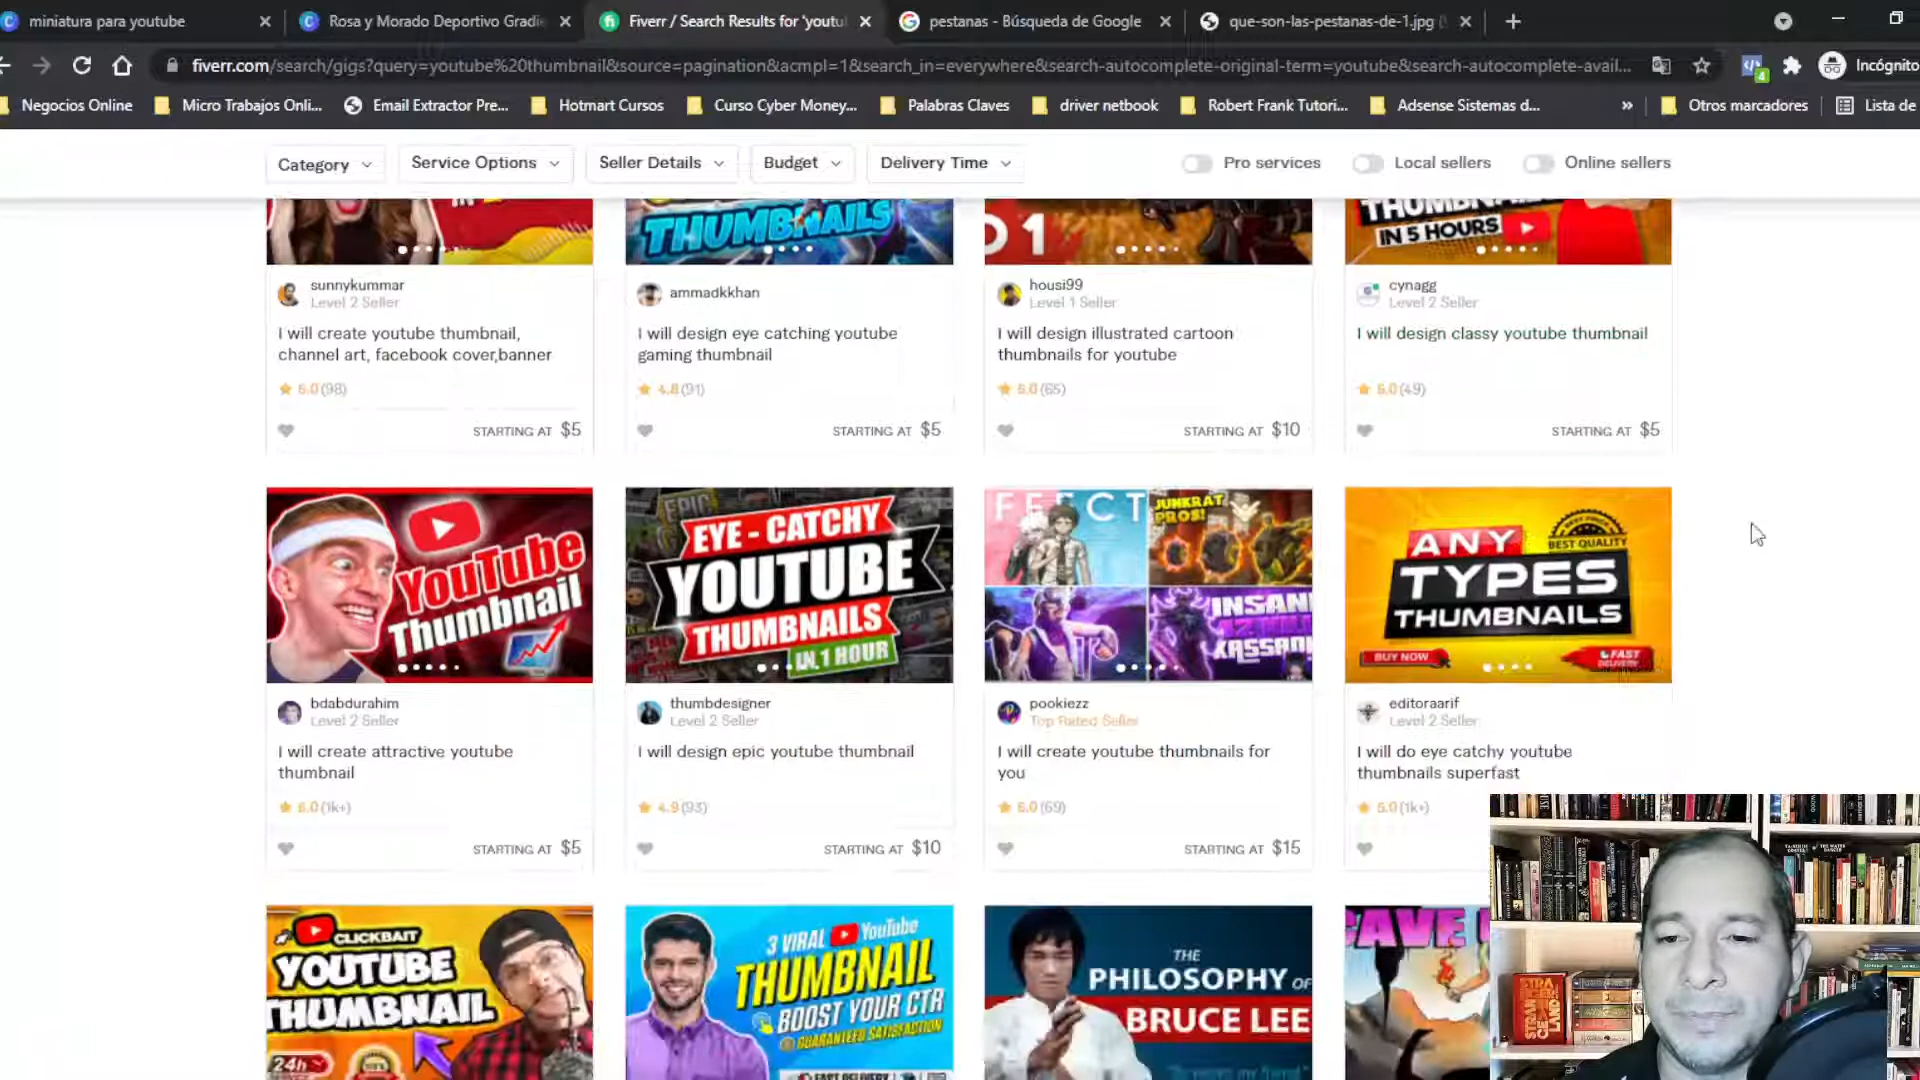 miniatura para youtube
Rosa y Morado Deportivo Gradie
Fiverr / Search Results for 'youtu
pestanas - Búsqueda de Google
que-son-las-pestanas-de-1.jpg (
fiverr.com/search/gigs?query=youtube%20thumbnail&source=pagination&acmpl=1&search_in=everywhere&search-autocomplete-original-term=youtube&search-autocomplete-avail...
4
Incógnito
Negocios Online
Micro Trabajos Onli...
Email Extractor Pre...
Hotmart Cursos
Curso Cyber Money...
Palabras Claves
driver netbook
Robert Frank Tutori...
Adsense Sistemas d...
»
Otros marcadores
Lista de
Category
Service Options
Seller Details
Budget
Delivery Time
Pro services
Local sellers
Online sellers
THUMBNAILS
IN 5 HOURS
sunnykummar
Level 2 Seller
I will create youtube thumbnail,
channel art, facebook cover,banner
5.0(98)
STARTING AT $5
ammadkkhan
I will design eye catching youtube
gaming thumbnail
4.8(91)
STARTING AT $5
housi99
Level 1 Seller
I will design illustrated cartoon
thumbnails for youtube
5.0(65)
STARTING AT $10
cynagg
Level 2 Seller
I will design classy youtube thumbnail
5.0(49)
STARTING AT $5
YouTube
Thumbnail
bdabdurahim
Level 2 Seller
I will create attractive youtube
thumbnail
5.0(1k+)
STARTING AT $5
EPIC
EYE - CATCHY
YOUTUBE
THUMBNAILS
IN 1 HOUR
thumbdesigner
Level 2 Seller
I will design epic youtube thumbnail
4.9(93)
STARTING AT $10
JUNKRAT
PROS!
INSAN
KASSADI
pookiezz
Top Rated Seller
I will create youtube thumbnails for
you
5.0(69)
STARTING AT $15
ANY
TYPES
THUMBNAILS
BEST QUALITY
BUY NOW
FAST
DELIVERY
editoraarif
Level 2 Seller
I will do eye catchy youtube
thumbnails superfast
5.0(1k+)
CLICKBAIT
YOUTUBE
THUMBNAIL
24h
3 VIRAL YouTube
THUMBNAIL
BOOST YOUR CTR
GUARANTEED SATISFACTION
FAST DELIVERY
THE
PHILOSOPHY OF
BRUCE LEE
CAVE